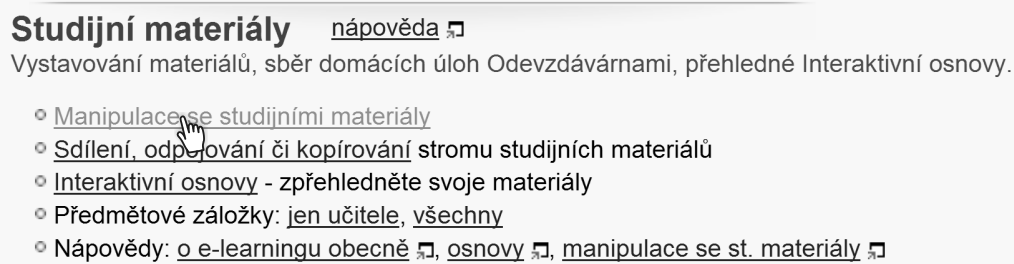 Studijní materiály nápověda
Vystavování materiálů, sběr domácích úloh Odevzdávárnami, přehledné Interaktivní osnovy.
Manipulace se studijními materiály
Sdílení, odpojování či kopírování stromu studijních materiálů
Interaktivní osnovy - zpřehledněte svoje materiály
Předmětové záložky: jen učitele, všechny
Nápovědy: o e-learningu obecně, osnovy, manipulace se st. materiály